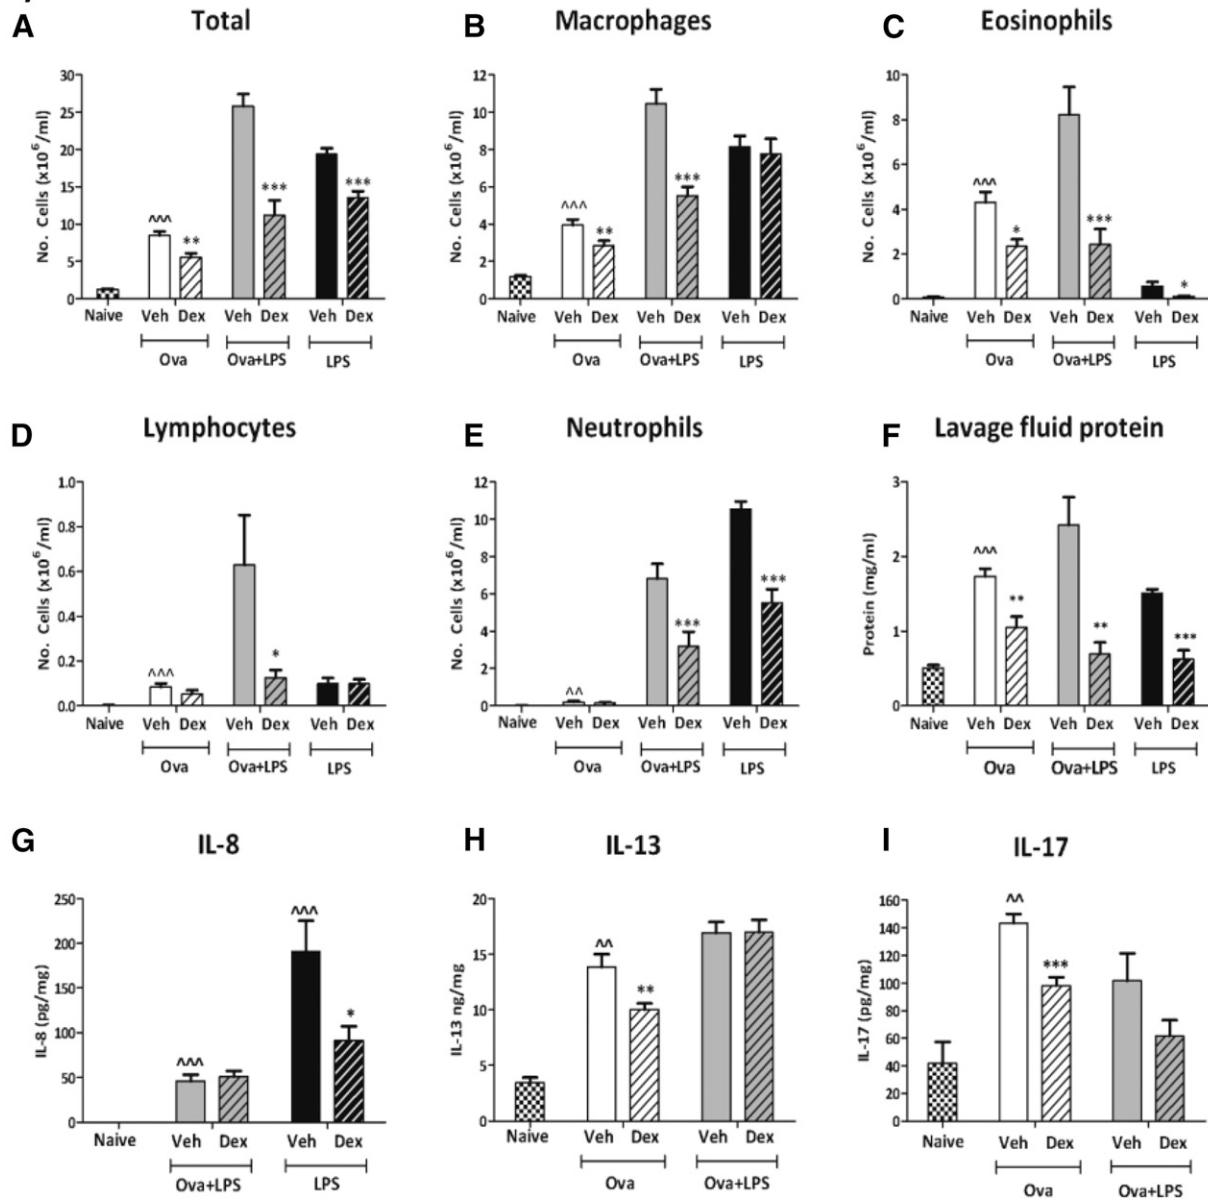 A Total
No. Cells (x10⁶/ml)
30
25
20
15
10
5
0
^^^
**
***
***
Naive Veh Dex Veh Dex Veh Dex
Ova Ova+LPS LPS
B Macrophages
No. Cells (x10⁶/ml)
12
10
8
6
4
2
0
^^^
**
***
Naive Veh Dex Veh Dex Veh Dex
Ova Ova+LPS LPS
C Eosinophils
No. Cells (x10⁶/ml)
10
8
6
4
2
0
^^^
*
***
*
Naive Veh Dex Veh Dex Veh Dex
Ova Ova+LPS LPS
D Lymphocytes
No. Cells (x10⁶/ml)
1.0
0.8
0.6
0.4
0.2
0.0
^^^
*
Naive Veh Dex Veh Dex Veh Dex
Ova Ova+LPS LPS
E Neutrophils
No. Cells (x10⁶/ml)
12
10
8
6
4
2
0
^^
***
***
Naive Veh Dex Veh Dex Veh Dex
Ova Ova+LPS LPS
F Lavage fluid protein
Protein (mg/ml)
3
2
1
0
^^^
**
**
***
Naive Veh Dex Veh Dex Veh Dex
Ova Ova+LPS LPS
G IL-8
IL-8 (pg/mg)
250
200
150
100
50
0
^^^
^^^
*
Naive Veh Dex Veh Dex
Ova+LPS LPS
H IL-13
IL-13 ng/mg
20
15
10
5
0
^^
**
Naive Veh Dex Veh Dex
Ova Ova+LPS
I IL-17
IL-17 (pg/mg)
160
140
120
100
80
60
40
20
0
^^
***
Naive Veh Dex Veh Dex
Ova Ova+LPS